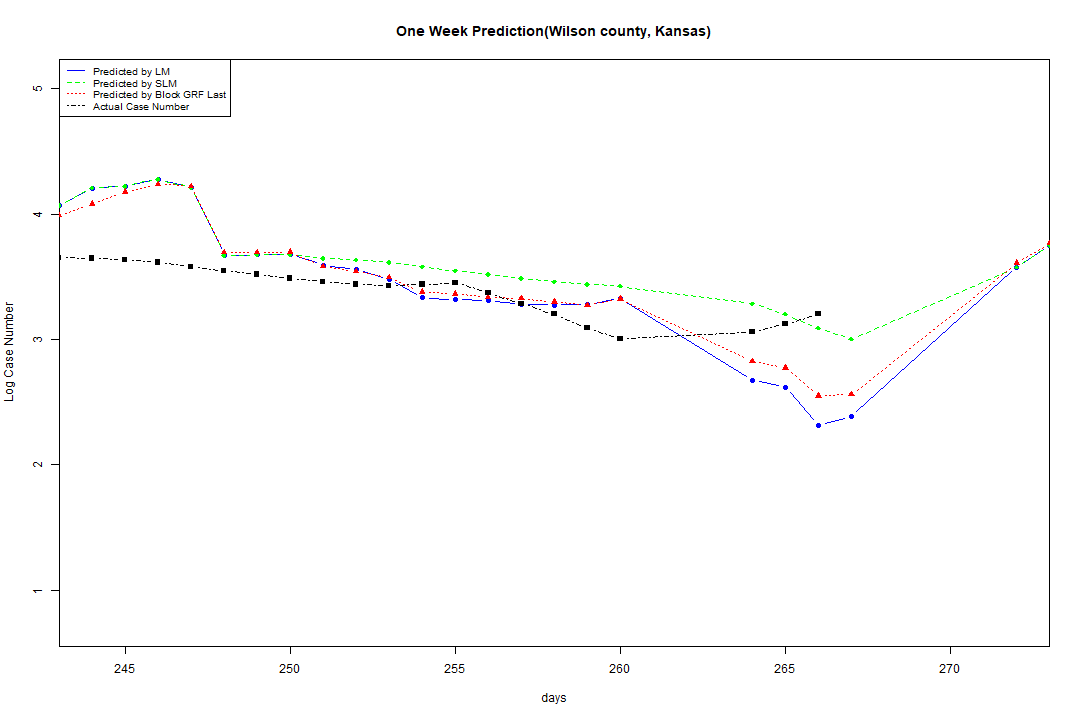 One Week Prediction(Wilson county, Kansas)
Predicted by LM
Predicted by SLM
Predicted by Block GRF Last
Actual Case Number
5
4
3
2
1
Log Case Number
245 250 255 260 265 270
days